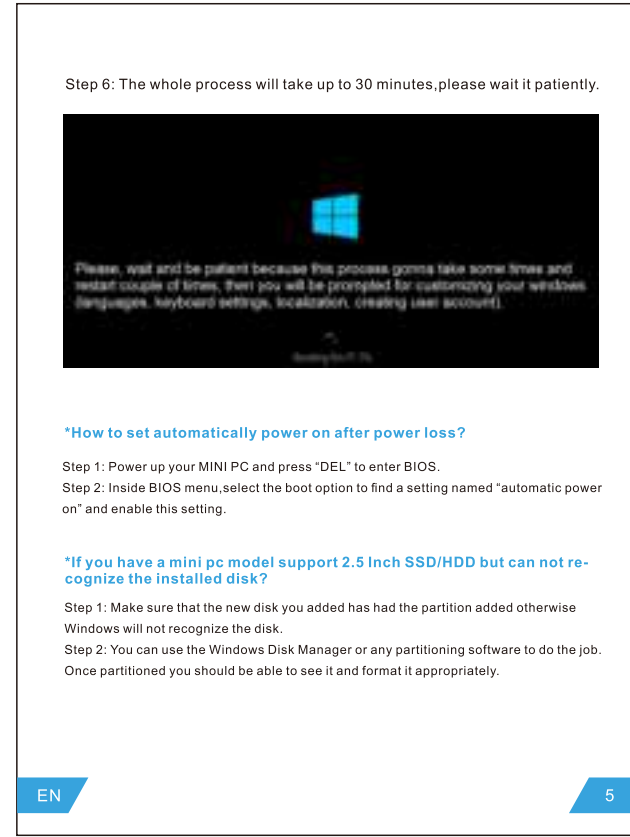 Step 6: The whole process will take up to 30 minutes,please wait it patiently.
Please, wait and be patient because this process gonna take some times and
restart couple of times, then you will be prompted for customizing your windows
(languages, keyboard settings, localization, creating user account).
*How to set automatically power on after power loss?
Step 1: Power up your MINI PC and press “DEL” to enter BIOS.
Step 2: Inside BIOS menu,select the boot option to find a setting named “automatic power
on” and enable this setting.
*If you have a mini pc model support 2.5 Inch SSD/HDD but can not re-
cognize the installed disk?
Step 1: Make sure that the new disk you added has had the partition added otherwise
Windows will not recognize the disk.
Step 2: You can use the Windows Disk Manager or any partitioning software to do the job.
Once partitioned you should be able to see it and format it appropriately.
EN
5